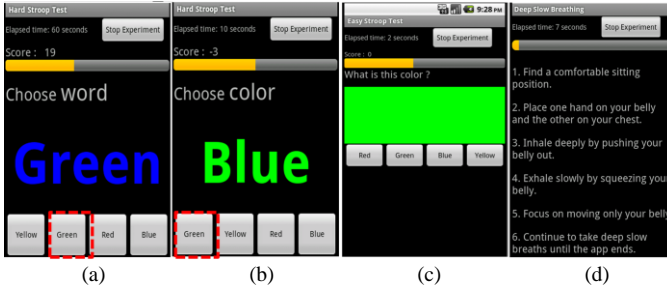 Hard Stroop Test
Elapsed time: 60 seconds
Stop Experiment
Score : 19
Choose word
Green
Yellow
Green
Red
Blue
(a)
Hard Stroop Test
Elapsed time: 10 seconds
Stop Experiment
Score : -3
Choose color
Blue
Green
Yellow
Red
Blue
(b)
9:28 PM
Easy Stroop Test
Elapsed time: 2 seconds
Stop Experiment
Score : 0
What is this color ?
Red
Green
Blue
Yellow
(c)
Deep Slow Breathing
Elapsed time: 7 seconds
Stop Experiment
1. Find a comfortable sitting
position.
2. Place one hand on your belly
and the other on your chest.
3. Inhale deeply by pushing your
belly out.
4. Exhale slowly by squeezing your
belly.
5. Focus on moving only your belly
6. Continue to take deep slow
breaths until the app ends.
(d)